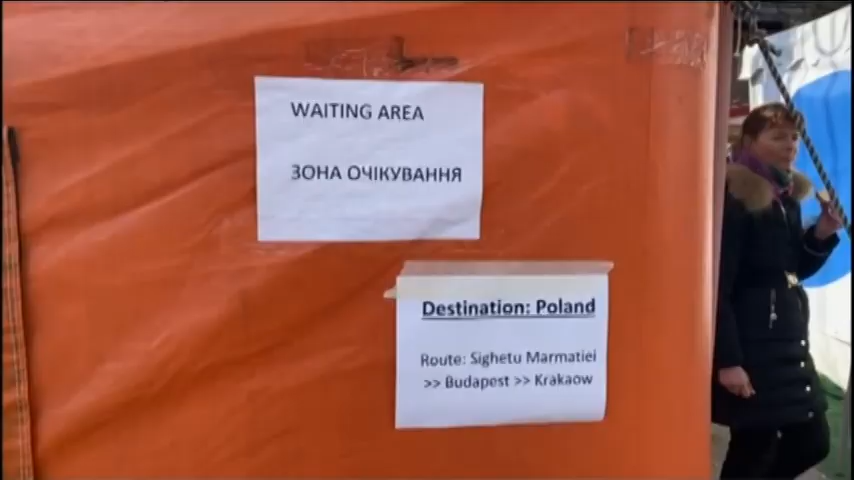 WAITING AREA
ЗОНА ОЧІКУВАННЯ
Destination: Poland
Route: Sighetu Marmatiei
>> Budapest >> Krakaow